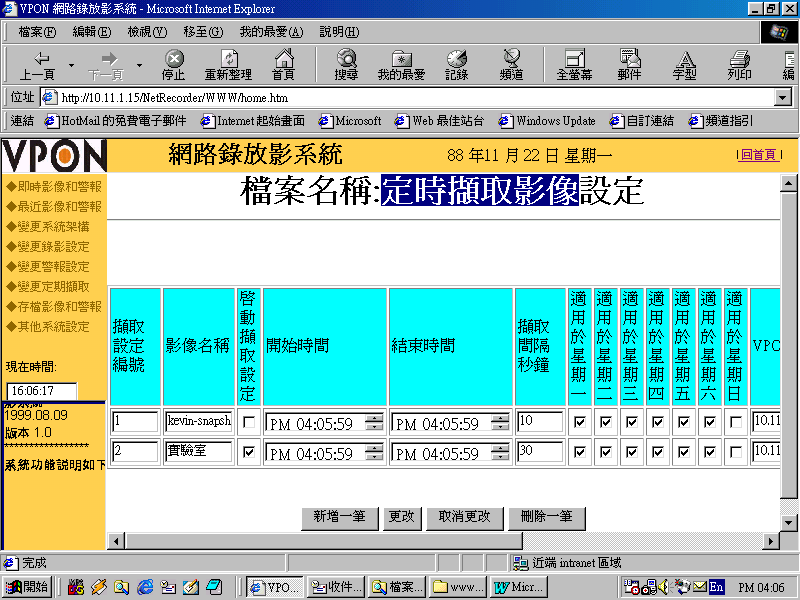 VPON 網路錄放影系統 - Microsoft Internet Explorer
檔案(F) 編輯(E) 檢視(V) 移至(G) 我的最愛(A) 說明(H)
上一頁 下一頁 停止 重新整理 首頁 搜尋 我的最愛 記錄 頻道 全螢幕 郵件 字型 列印 編
網址 http://10.11.1.15/NetRecorder/WWW/home.htm
連結 HotMail 的免費電子郵件 Internet 起始畫面 Microsoft Web 最佳站台 Windows Update 自訂連結 頻道指引
VPON 網路錄放影系統 88 年11 月 22 日 星期一 [回首頁]
檔案名稱:定時擷取影像設定
◆即時影像和警報
◆最近影像和警報
◆變更系統架構
◆變更錄影設定
◆變更警報設定
◆變更定期擷取
◆存檔影像和警報
◆其他系統設定
現在時間:
16:06:17
1999.08.09
版本 1.0
*****************
系統功能說明如下
擷取設定編號 影像名稱 啓動擷取設定 開始時間 結束時間 擷取間隔秒鐘 適用於星期一 適用於星期二 適用於星期三 適用於星期四 適用於星期五 適用於星期六 適用於星期日 VPO
1 kevin-snapsh PM 04:05:59 PM 04:05:59 10 10.11
2 實驗室 PM 04:05:59 PM 04:05:59 30 10.11
新增一筆 更改 取消更改 刪除一筆
完成 近端 intranet 區域
開始 VPO... 收件... 檔案... www... Micr... En PM 04:06